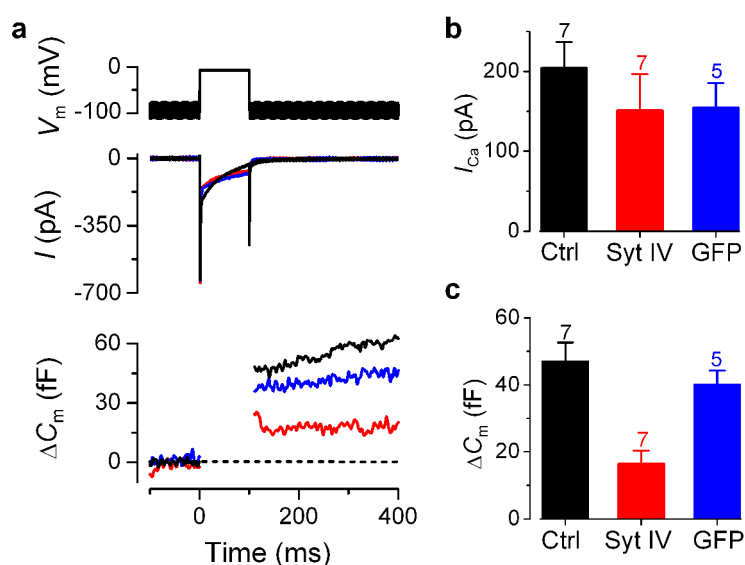 a
V_m (mV)
0
-100
I (pA)
0
-350
-700
ΔC_m (fF)
60
30
0
0
200
400
Time (ms)
b
I_Ca (pA)
200
100
0
7
7
5
Ctrl
Syt IV
GFP
c
ΔC_m (fF)
60
40
20
0
7
7
5
Ctrl
Syt IV
GFP